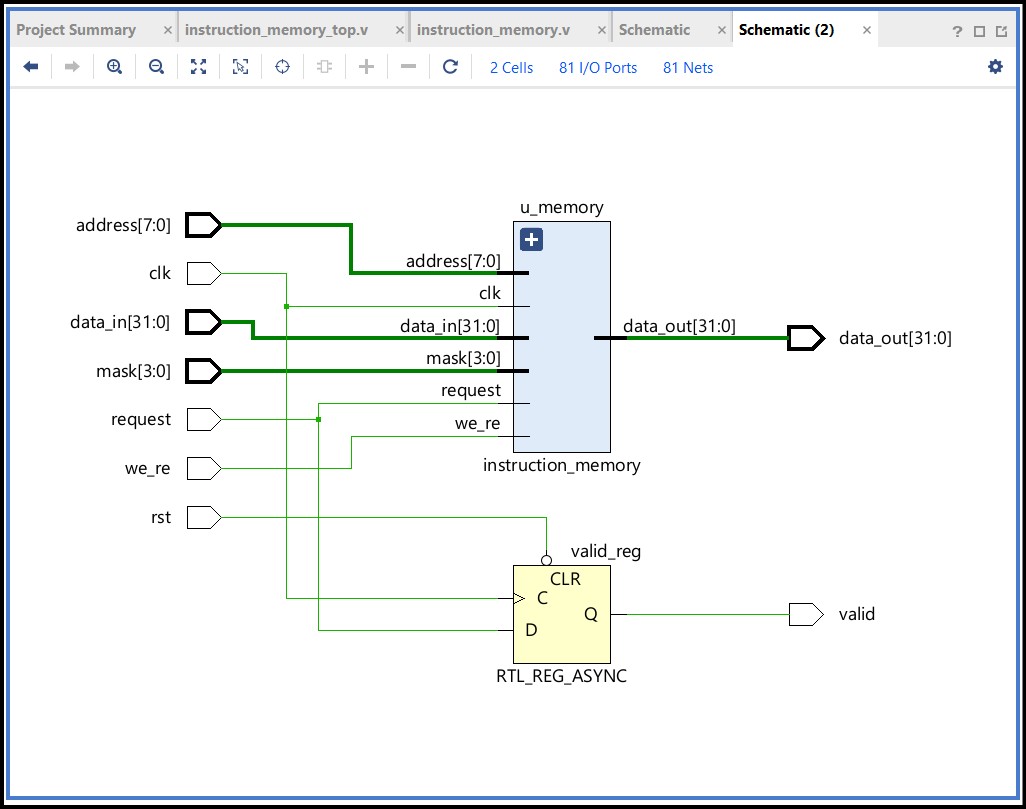 Project Summary × instruction_memory_top.v × instruction_memory.v × Schematic × Schematic (2) × ?
2 Cells 81 I/O Ports 81 Nets
u_memory
address[7:0]
address[7:0]
clk
clk
data_in[31:0]
data_in[31:0]
data_out[31:0]
data_out[31:0]
mask[3:0]
mask[3:0]
request
request
we_re
we_re
instruction_memory
rst
valid_reg
CLR
C
Q
valid
D
RTL_REG_ASYNC